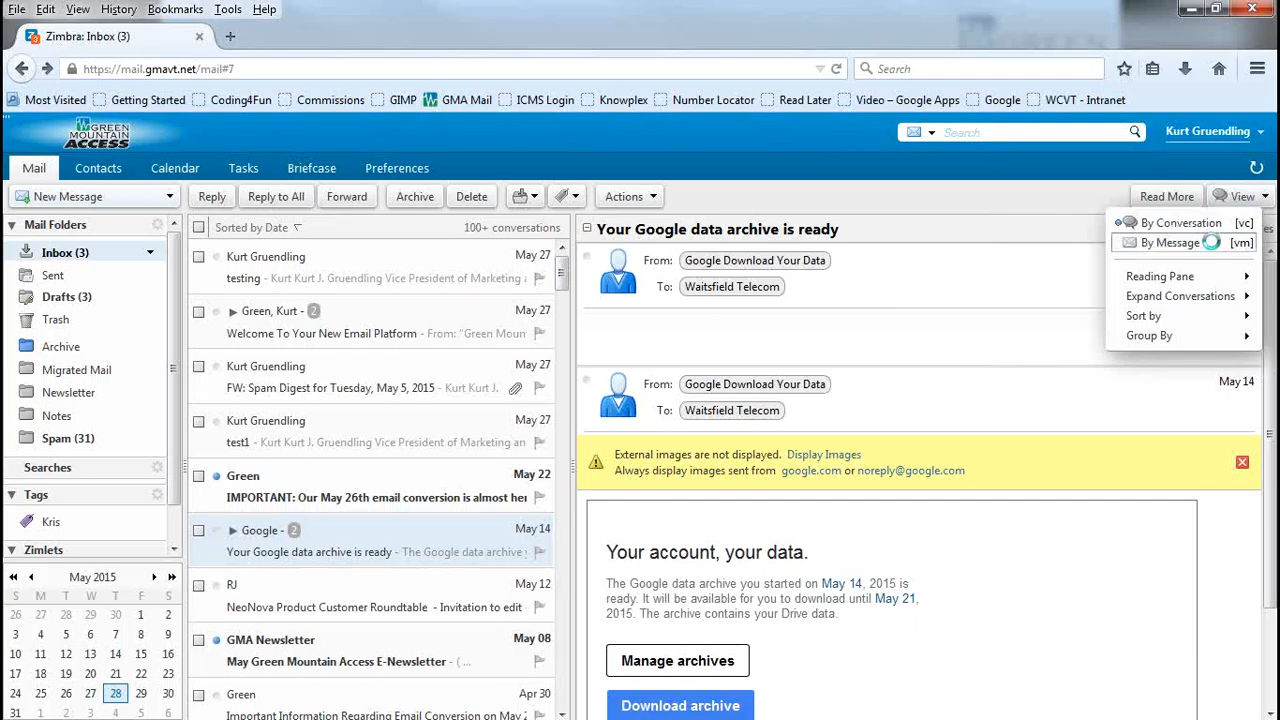 File Edit View History Bookmarks Tools Help
Zimbra: Inbox (3)
https://mail.gmavt.net/mail#7
Search
Most Visited Getting Started Coding4Fun Commissions GIMP GMA Mail ICMS Login Knowplex Number Locator Read Later Video – Google Apps Google WCVT - Intranet
GREEN MOUNTAIN ACCESS
Search
Kurt Gruendling
Mail Contacts Calendar Tasks Briefcase Preferences
New Message Reply Reply to All Forward Archive Delete Actions Read More View
Mail Folders
Inbox (3)
Sent
Drafts (3)
Trash
Archive
Migrated Mail
Newsletter
Notes
Spam (31)
Searches
Tags
Kris
Zimlets
May 2015
S M T W T F S
26 27 28 29 30 1 2
3 4 5 6 7 8 9
10 11 12 13 14 15 16
17 18 19 20 21 22 23
24 25 26 27 28 29 30
31 1 2 3 4 5 6
Sorted by Date 100+ conversations
Kurt Gruendling May 27
testing - Kurt Kurt J. Gruendling Vice President of Marketing a
Green, Kurt - 2 May 27
Welcome To Your New Email Platform - From: "Green Moun
Kurt Gruendling May 27
FW: Spam Digest for Tuesday, May 5, 2015 - Kurt Kurt J.
Kurt Gruendling May 27
test1 - Kurt Kurt J. Gruendling Vice President of Marketing an
Green May 22
IMPORTANT: Our May 26th email conversion is almost her
Google - 2 May 14
Your Google data archive is ready - The Google data archive
RJ May 12
NeoNova Product Customer Roundtable - Invitation to edit
GMA Newsletter May 08
May Green Mountain Access E-Newsletter - ( ...
Green Apr 30
Important Information Regarding Email Conversion on May 2
Your Google data archive is ready
From: Google Download Your Data
To: Waitsfield Telecom
From: Google Download Your Data May 14
To: Waitsfield Telecom
External images are not displayed. Display Images
Always display images sent from google.com or noreply@google.com
Your account, your data.
The Google data archive you started on May 14, 2015 is
ready. It will be available for you to download until May 21,
2015. The archive contains your Drive data.
Manage archives
Download archive
By Conversation [vc]
By Message [vm]
Reading Pane
Expand Conversations
Sort by
Group By